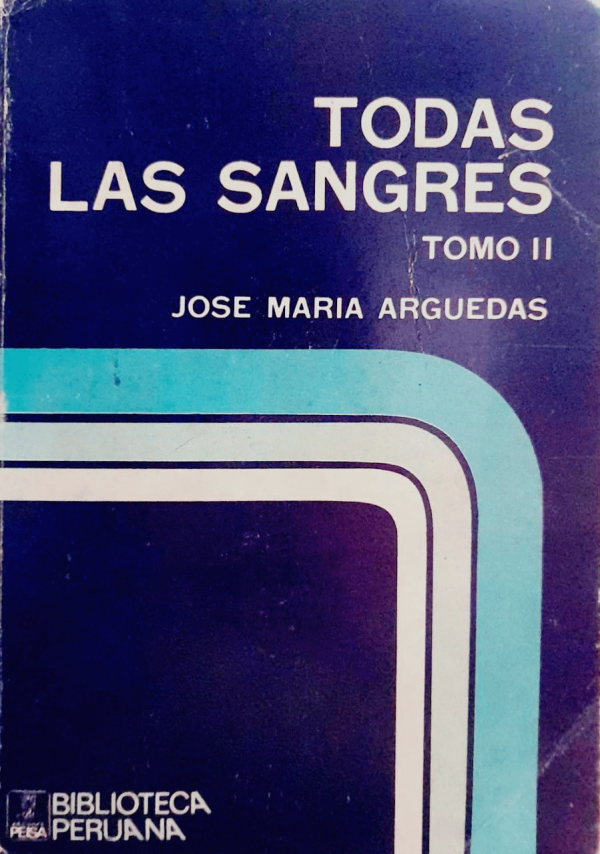 TODAS
LAS SANGRES
TOMO II
JOSE MARIA ARGUEDAS
BIBLIOTECA
PERUANA
PEISA